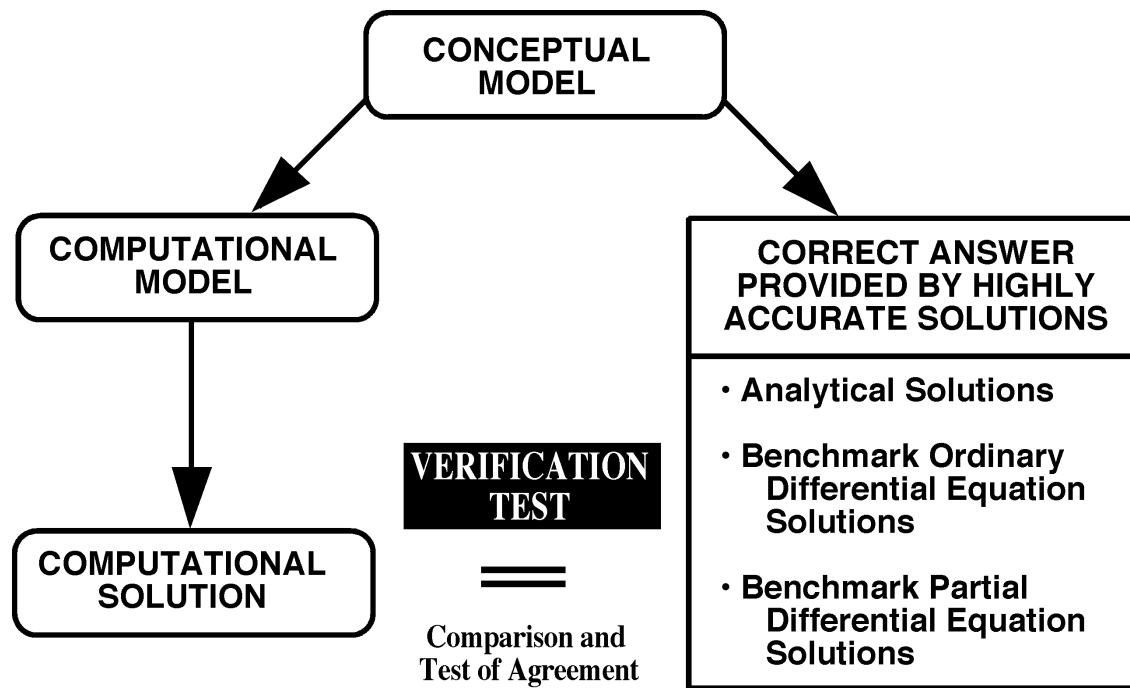 CONCEPTUAL
MODEL
COMPUTATIONAL
MODEL
COMPUTATIONAL
SOLUTION
VERIFICATION
TEST
Comparison and
Test of Agreement
CORRECT ANSWER
PROVIDED BY HIGHLY
ACCURATE SOLUTIONS
• Analytical Solutions
• Benchmark Ordinary
Differential Equation
Solutions
• Benchmark Partial
Differential Equation
Solutions